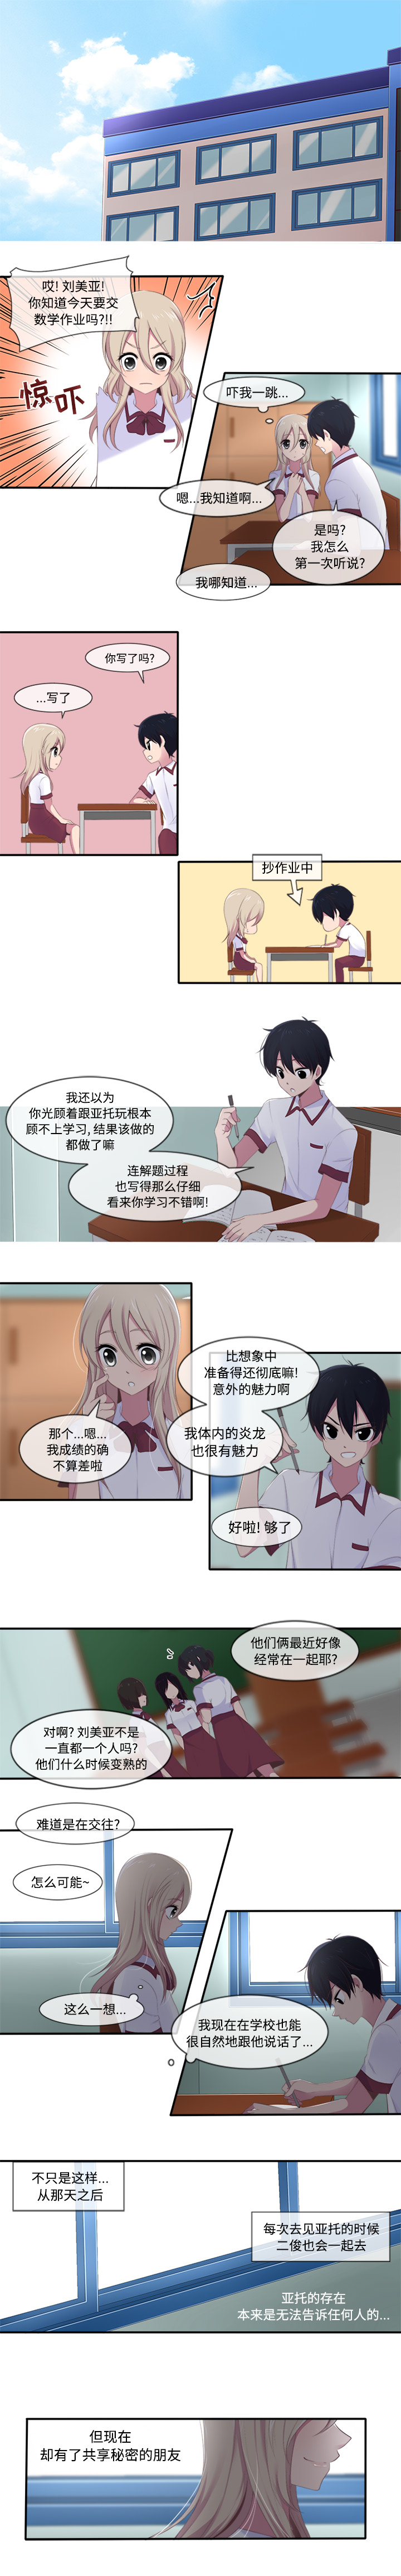 哎! 刘美亚!
你知道今天要交
数学作业吗?!!
惊吓
吓我一跳...
嗯...我知道啊...
是吗?
我怎么
第一次听说?
我哪知道...
你写了吗?
...写了
抄作业中
我还以为
你光顾着跟亚托玩根本
顾不上学习, 结果该做的
都做了嘛
连解题过程
也写得那么仔细
看来你学习不错啊!
比想象中
准备得还彻底嘛!
意外的魅力啊
那个...嗯...
我成绩的确
不算差啦
我体内的炎龙
也很有魅力
好啦! 够了
他们俩最近好像
经常在一起耶?
对啊? 刘美亚不是
一直都一个人吗?
他们什么时候变熟的
难道是在交往?
怎么可能~
这么一想...
我现在在学校也能
很自然地跟他说话了...
不只是这样...
从那天之后
每次去见亚托的时候
二俊也会一起去
亚托的存在
本来是无法告诉任何人的...
但现在
却有了共享秘密的朋友